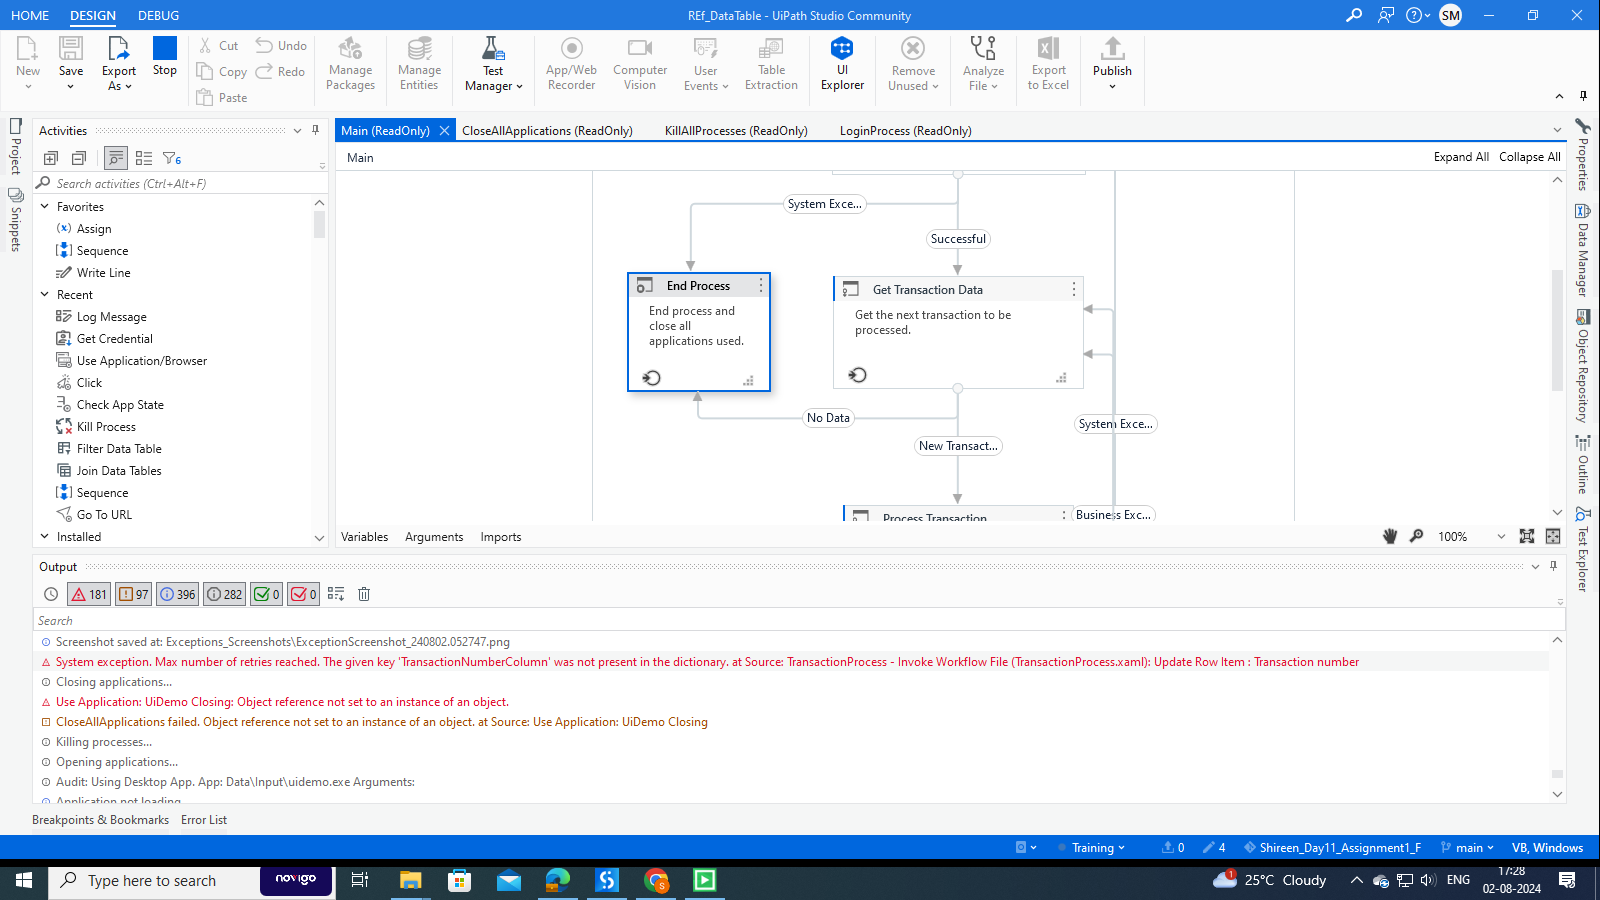 HOME DESIGN DEBUG
REf_DataTable - UiPath Studio Community
SM
New
Save
Export As
Stop
Cut
Copy
Paste
Undo
Redo
Manage Packages
Manage Entities
Test Manager
App/Web Recorder
Computer Vision
User Events
Table Extraction
UI Explorer
Remove Unused
Analyze File
Export to Excel
Publish
Project
Snippets
Activities
6
Search activities (Ctrl+Alt+F)
Favorites
Assign
Sequence
Write Line
Recent
Log Message
Get Credential
Use Application/Browser
Click
Check App State
Kill Process
Filter Data Table
Join Data Tables
Sequence
Go To URL
Installed
Main (ReadOnly)
CloseAllApplications (ReadOnly)
KillAllProcesses (ReadOnly)
LoginProcess (ReadOnly)
Main
Expand All Collapse All
System Exce...
Successful
End Process
End process and
close all
applications used.
Get Transaction Data
Get the next transaction to be
processed.
No Data
System Exce...
New Transact...
Process Transaction
Business Exc...
Variables Arguments Imports
100%
Properties
Data Manager
Object Repository
Outline
Test Explorer
Output
181 97 396 282 0 0
Search
Screenshot saved at: Exceptions_Screenshots\ExceptionScreenshot_240802.052747.png
System exception. Max number of retries reached. The given key 'TransactionNumberColumn' was not present in the dictionary. at Source: TransactionProcess - Invoke Workflow File (TransactionProcess.xaml): Update Row Item : Transaction number
Closing applications...
Use Application: UiDemo Closing: Object reference not set to an instance of an object.
CloseAllApplications failed. Object reference not set to an instance of an object. at Source: Use Application: UiDemo Closing
Killing processes...
Opening applications...
Audit: Using Desktop App. App: Data\Input\uidemo.exe Arguments:
Application not loading
Breakpoints & Bookmarks Error List
Training 0 4 Shireen_Day11_Assignment1_F main VB, Windows
Type here to search
novigo
S
S
1
25°C Cloudy
ENG
17:28
02-08-2024